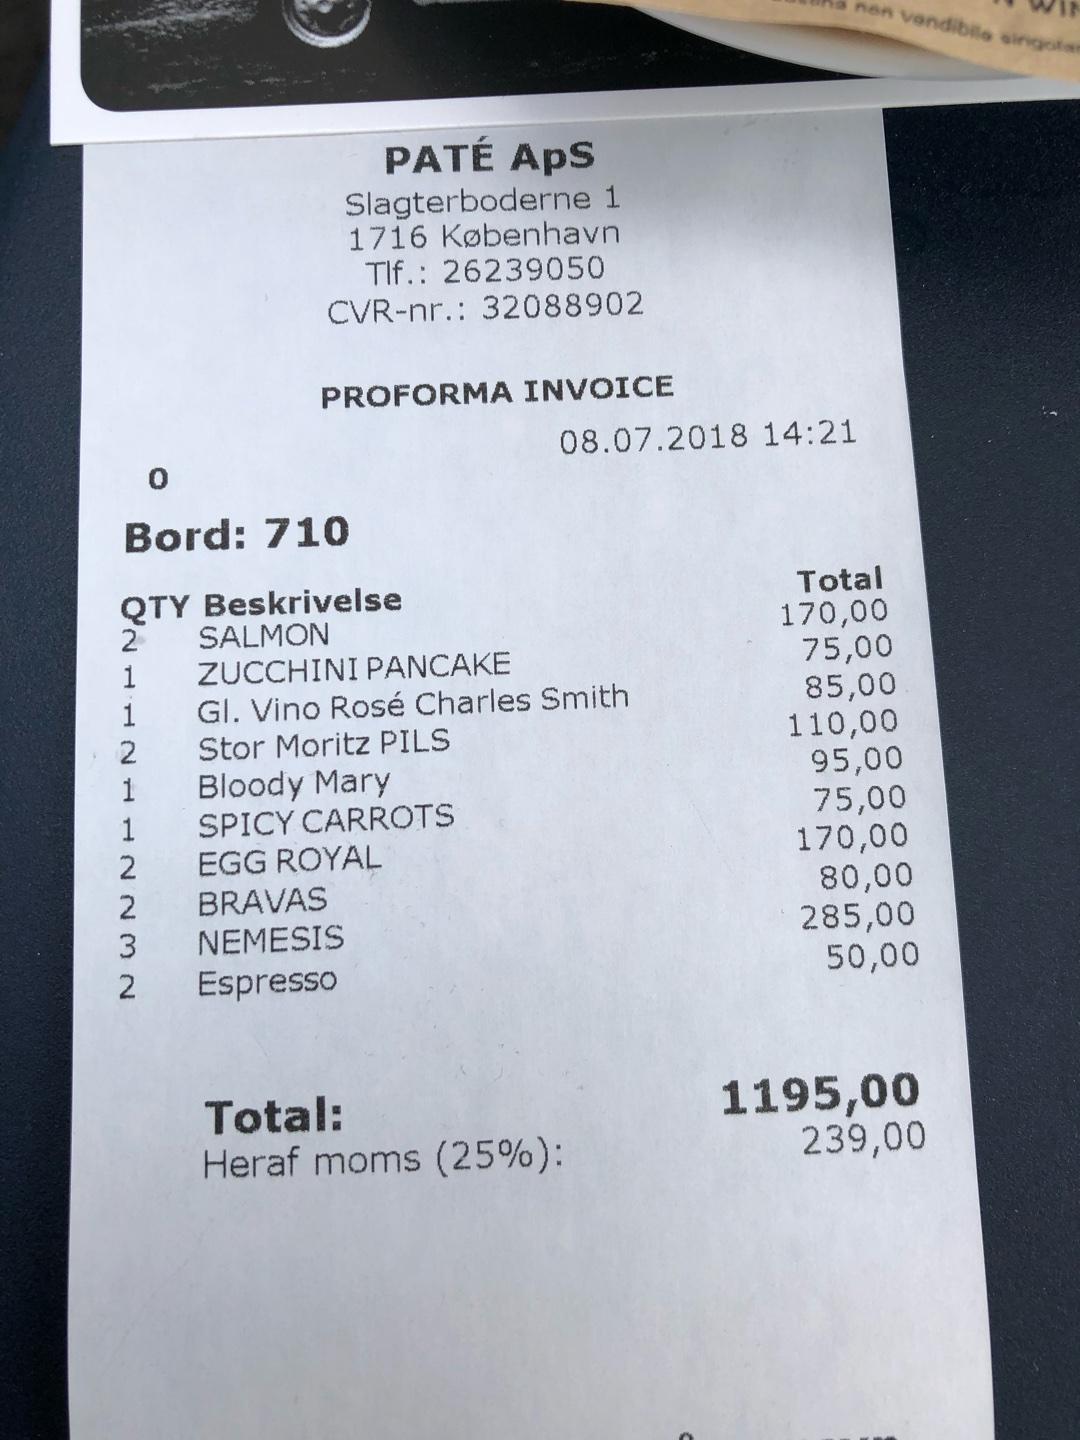 non vendibile singolar
PATÉ ApS
Slagterboderne 1
1716 København
Tlf.: 26239050
CVR-nr.: 32088902
PROFORMA INVOICE
08.07.2018 14:21
0
Bord: 710
QTY Beskrivelse Total
2 SALMON 170,00
1 ZUCCHINI PANCAKE 75,00
1 Gl. Vino Rosé Charles Smith 85,00
2 Stor Moritz PILS 110,00
1 Bloody Mary 95,00
1 SPICY CARROTS 75,00
2 EGG ROYAL 170,00
2 BRAVAS 80,00
3 NEMESIS 285,00
2 Espresso 50,00
Total: 1195,00
Heraf moms (25%): 239,00